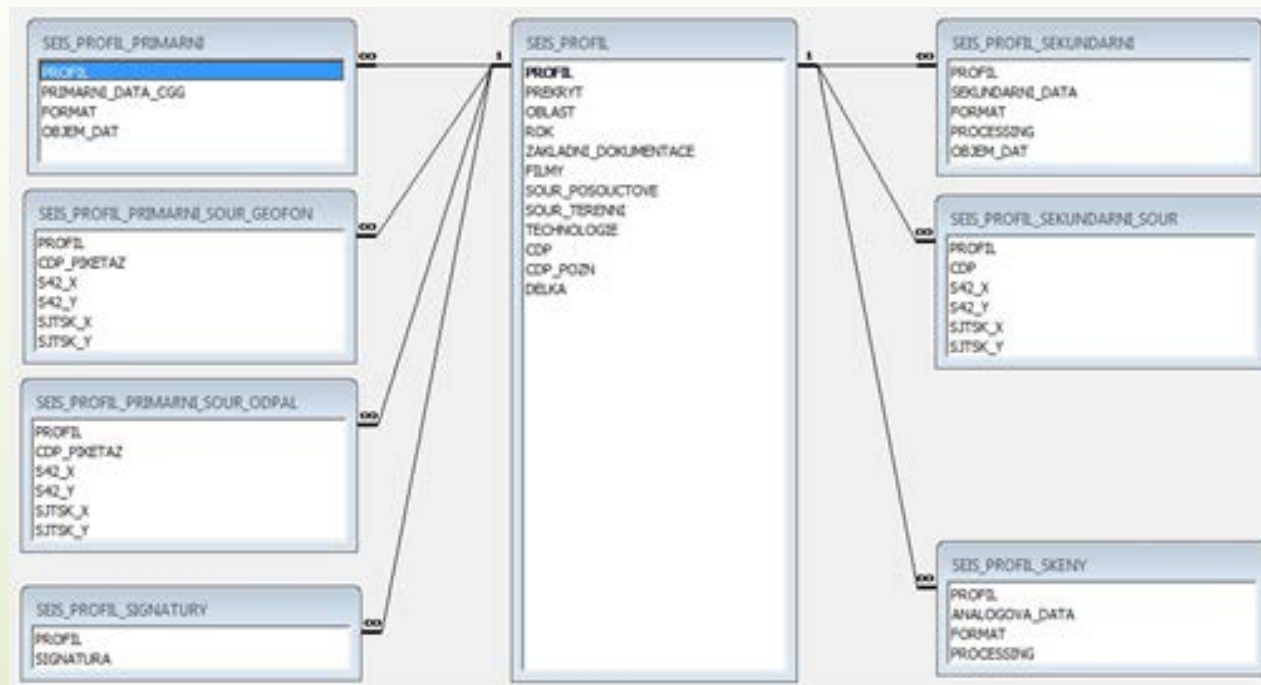 SEIS_PROFIL_PRIMARNI
PROFIL
PRIMARNI_DATA_CGG
FORMAT
OBJEM_DAT
SEIS_PROFIL_PRIMARNI_SOUR_GEOFON
PROFIL
CDP_PIKETAZ
S42_X
S42_Y
SJTSK_X
SJTSK_Y
SEIS_PROFIL_PRIMARNI_SOUR_ODPAL
PROFIL
CDP_PIKETAZ
S42_X
S42_Y
SJTSK_X
SJTSK_Y
SEIS_PROFIL_SIGNATURY
PROFIL
SIGNATURA
∞
∞
∞
∞
1
SEIS_PROFIL
PROFIL
PREKRYT
OBLAST
ROK
ZAKLADNI_DOKUMENTACE
FILMY
SOUR_POSOUCTOVE
SOUR_TERENNI
TECHNOLOGIE
CDP
CDP_POZN
DELKA
1
∞
∞
∞
SEIS_PROFIL_SEKUNDARNI
PROFIL
SEKUNDARNI_DATA
FORMAT
PROCESSING
OBJEM_DAT
SEIS_PROFIL_SEKUNDARNI_SOUR
PROFIL
CDP
S42_X
S42_Y
SJTSK_X
SJTSK_Y
SEIS_PROFIL_SKENY
PROFIL
ANALOGOVA_DATA
FORMAT
PROCESSING